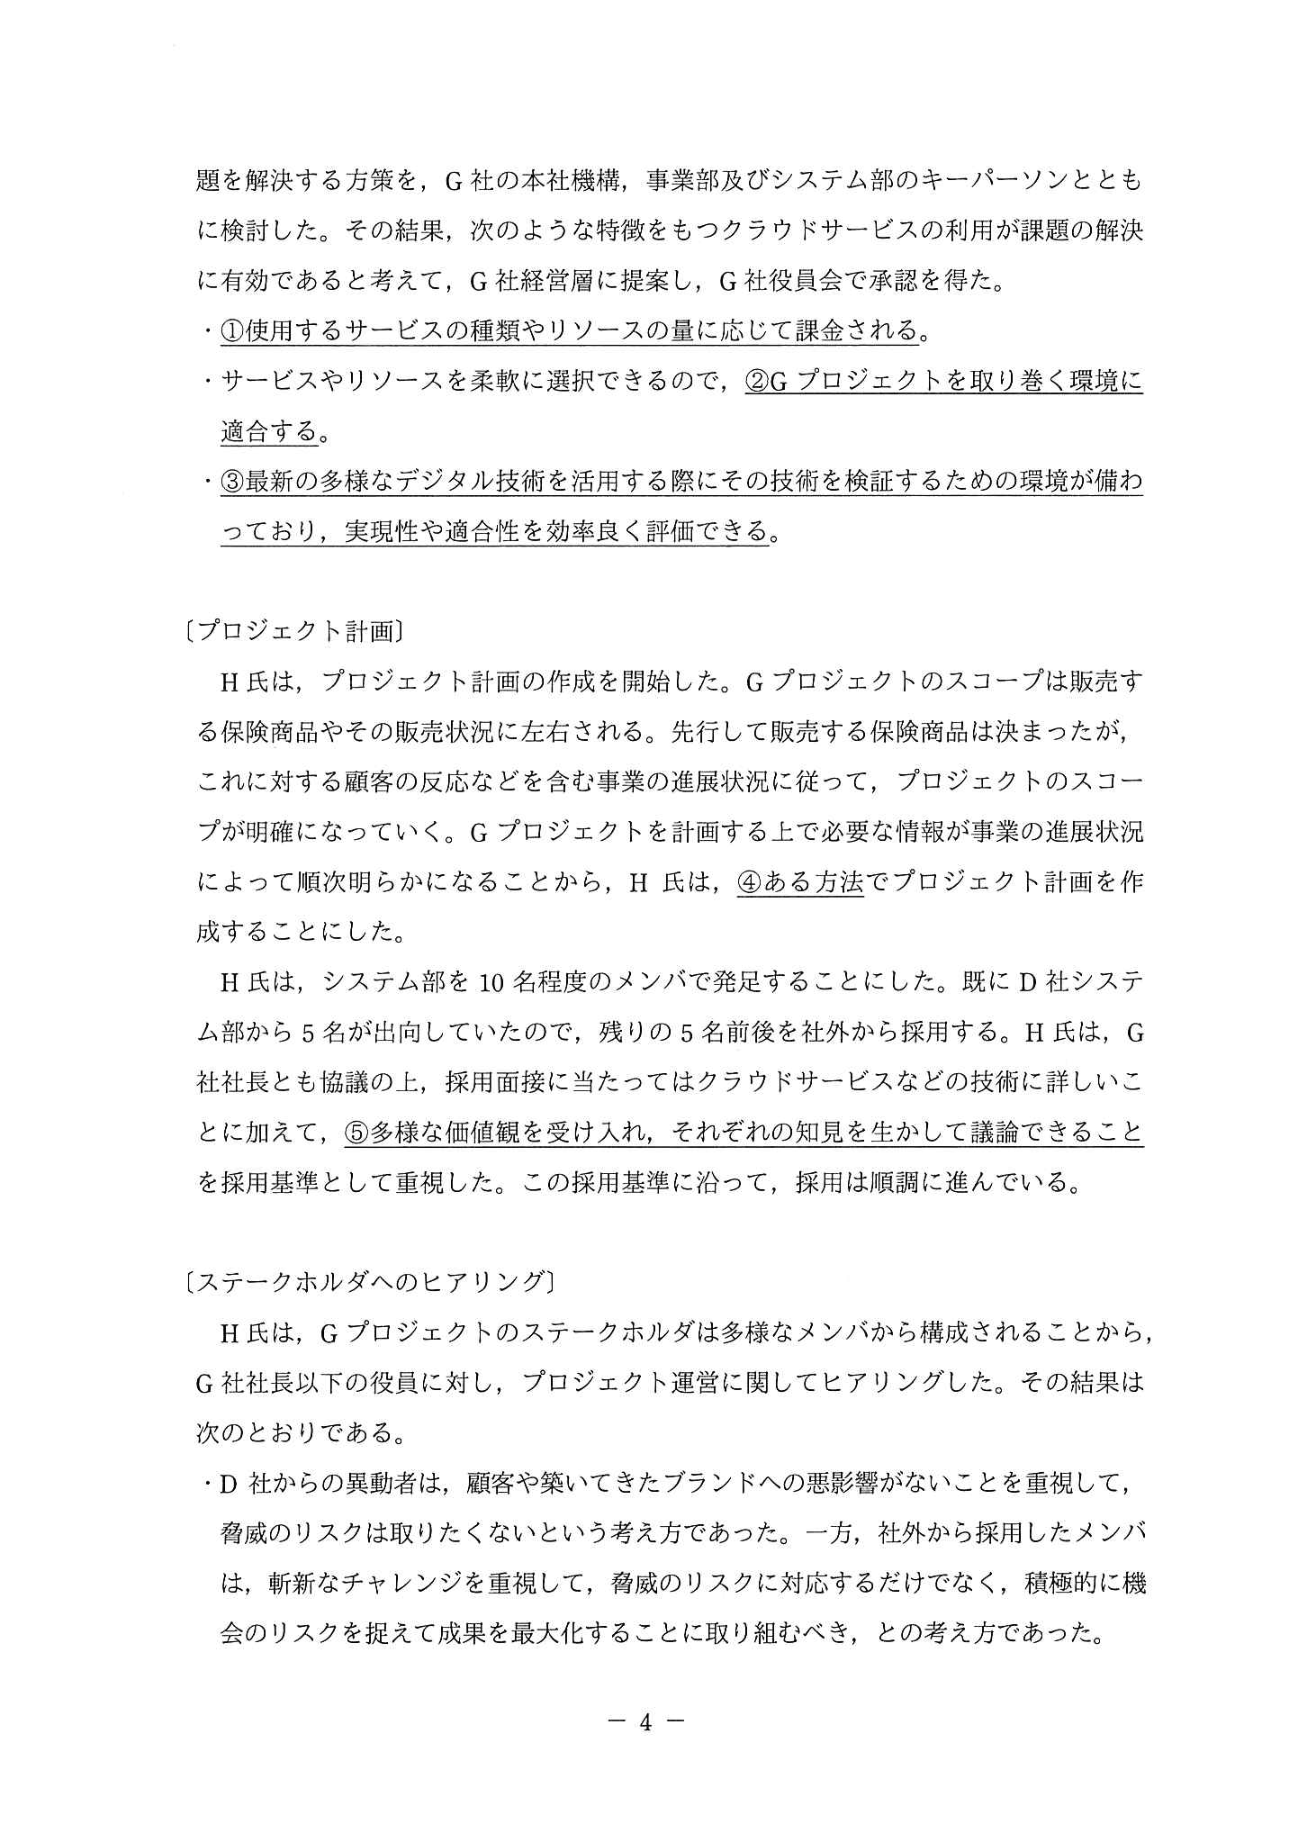 題を解決する方策を，G 社の本社機構，事業部及びシステム部のキーパーソンととも
に検討した。その結果，次のような特徴をもつクラウドサービスの利用が課題の解決
に有効であると考えて，G 社経営層に提案し，G 社役員会で承認を得た。
・①使用するサービスの種類やリソースの量に応じて課金される。
・サービスやリソースを柔軟に選択できるので，②G プロジェクトを取り巻く環境に
適合する。
・③最新の多様なデジタル技術を活用する際にその技術を検証するための環境が備わ
っており，実現性や適合性を効率良く評価できる。
〔プロジェクト計画〕
H 氏は，プロジェクト計画の作成を開始した。G プロジェクトのスコープは販売す
る保険商品やその販売状況に左右される。先行して販売する保険商品は決まったが，
これに対する顧客の反応などを含む事業の進展状況に従って，プロジェクトのスコー
プが明確になっていく。G プロジェクトを計画する上で必要な情報が事業の進展状況
によって順次明らかになることから，H 氏は，④ある方法でプロジェクト計画を作
成することにした。
H 氏は，システム部を 10 名程度のメンバで発足することにした。既に D 社システ
ム部から 5 名が出向していたので，残りの 5 名前後を社外から採用する。H 氏は，G
社社長とも協議の上，採用面接に当たってはクラウドサービスなどの技術に詳しいこ
とに加えて，⑤多様な価値観を受け入れ，それぞれの知見を生かして議論できること
を採用基準として重視した。この採用基準に沿って，採用は順調に進んでいる。
〔ステークホルダへのヒアリング〕
H 氏は，G プロジェクトのステークホルダは多様なメンバから構成されることから，
G 社社長以下の役員に対し，プロジェクト運営に関してヒアリングした。その結果は
次のとおりである。
・D 社からの異動者は，顧客や築いてきたブランドへの悪影響がないことを重視して，
脅威のリスクは取りたくないという考え方であった。一方，社外から採用したメンバ
は，斬新なチャレンジを重視して，脅威のリスクに対応するだけでなく，積極的に機
会のリスクを捉えて成果を最大化することに取り組むべき，との考え方であった。
－ 4 －